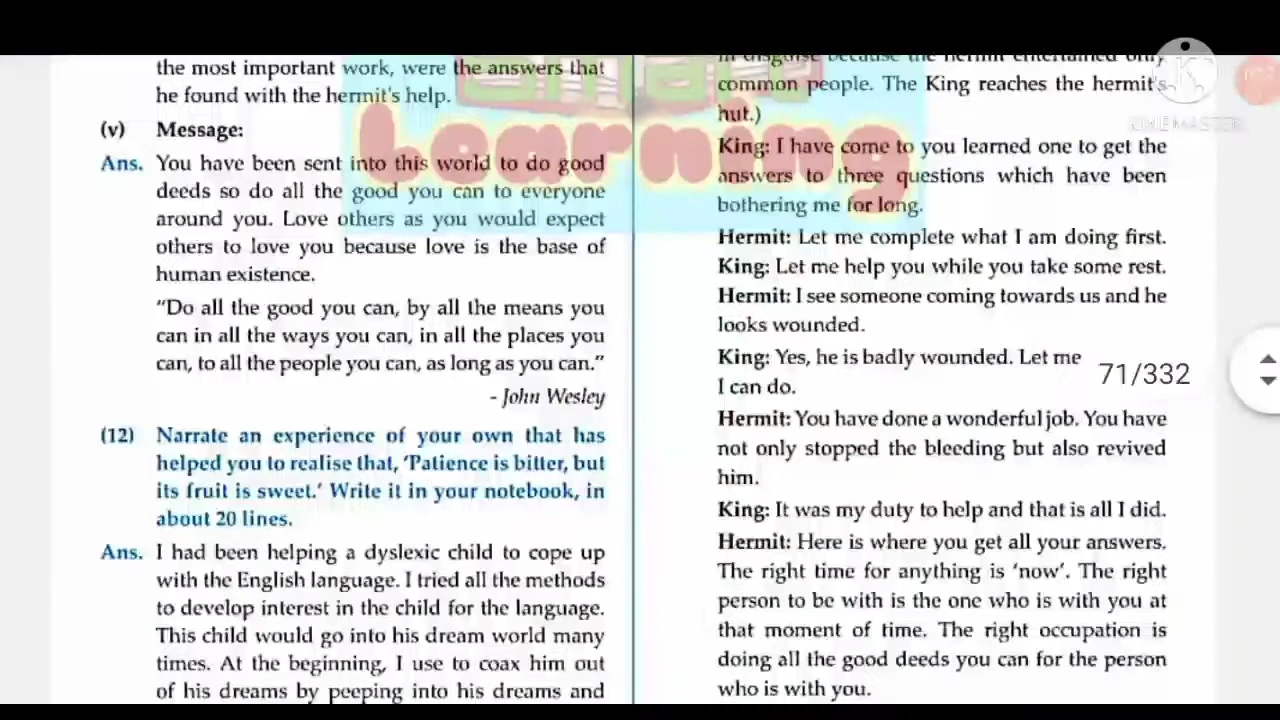 the most important work, were the answers that
he found with the hermit's help.
(v) Message:
Ans. You have been sent into this world to do good
deeds so do all the good you can to everyone
around you. Love others as you would expect
others to love you because love is the base of
human existence.
"Do all the good you can, by all the means you
can in all the ways you can, in all the places you
can, to all the people you can, as long as you can."
- John Wesley
(12) Narrate an experience of your own that has
helped you to realise that, 'Patience is bitter, but
its fruit is sweet.' Write it in your notebook, in
about 20 lines.
Ans. I had been helping a dyslexic child to cope up
with the English language. I tried all the methods
to develop interest in the child for the language.
This child would go into his dream world many
times. At the beginning, I use to coax him out
of his dreams by peeping into his dreams and
in disguise because the hermit entertained only
common people. The King reaches the hermit's
hut.)
King: I have come to you learned one to get the
answers to three questions which have been
bothering me for long.
Hermit: Let me complete what I am doing first.
King: Let me help you while you take some rest.
Hermit: I see someone coming towards us and he
looks wounded.
King: Yes, he is badly wounded. Let me
I can do.
Hermit: You have done a wonderful job. You have
not only stopped the bleeding but also revived
him.
King: It was my duty to help and that is all I did.
Hermit: Here is where you get all your answers.
The right time for anything is 'now'. The right
person to be with is the one who is with you at
that moment of time. The right occupation is
doing all the good deeds you can for the person
who is with you.
71/332
Learning
KINEMASTER